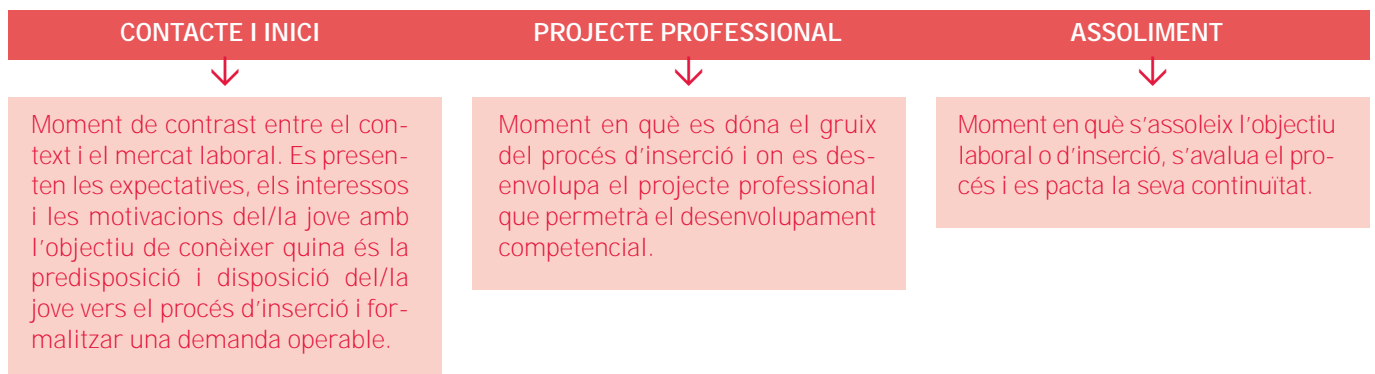 CONTACTE I INICI
PROJECTE PROFESSIONAL
ASSOLIMENT
Moment de contrast entre el con-
text i el mercat laboral. Es presen-
ten les expectatives, els interessos
i les motivacions del/la jove amb
l'objectiu de conèixer quina és la
predisposició i disposició del/la
jove vers el procés d'inserció i for-
malitzar una demanda operable.
Moment en què es dóna el gruix
del procés d'inserció i on es des-
envolupa el projecte professional
que permetrà el desenvolupament
competencial.
Moment en què s'assoleix l'objectiu
laboral o d'inserció, s'avalua el pro-
cés i es pacta la seva continuïtat.